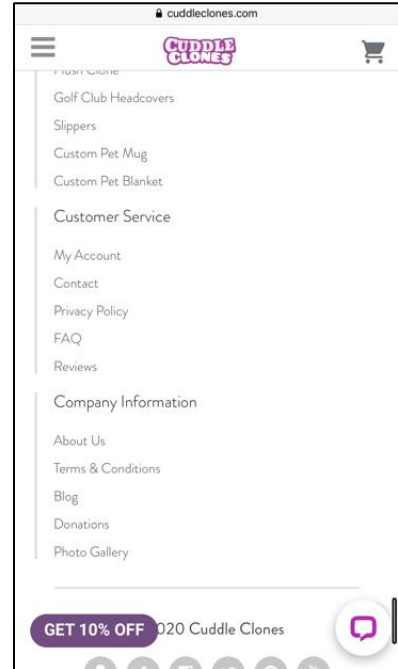 cuddleclones.com
CUDDLE
CLONES
Plush Clone
Golf Club Headcovers
Slippers
Custom Pet Mug
Custom Pet Blanket
Customer Service
My Account
Contact
Privacy Policy
FAQ
Reviews
Company Information
About Us
Terms & Conditions
Blog
Donations
Photo Gallery
GET 10% OFF
020 Cuddle Clones